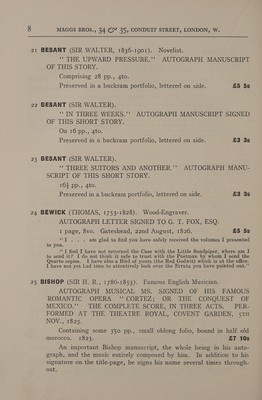 8 MAGGS BROS., 34 & 35, CONDUIT STREET, LONDON, W.
21 BESANT (SIR WALTER, 1836-1901). Novelist.
" THE UPWARD PRESSURE." AUTOGRAPH MANUSCRIPT
OF THIS STORY.
Comprising 28 pp., 4to.
Preserved in a buckram portfolio, lettered on side. £5 5s
22 BESANT (SIR WALTER).
" IN THREE WEEKS." AUTOGRAPH MANUSCRIPT SIGNED
OF THIS SHORT STORY.
On 16 pp., 4to.
Preserved in a buckram portfolio, lettered on side. £3 3s
23 BESANT (SIR WALTER).
" THREE SUITORS AND ANOTHER." AUTOGRAPH MANU-
SCRIPT OF THIS SHORT STORY.
16½ pp., 4to.
Preserved in a buckram portfolio, lettered on side. £3 3s
24 BEWICK (THOMAS, 1753-1828). Wood-Engraver.
AUTOGRAPH LETTER SIGNED TO G. T. FOX, ESQ.
1 page, 8vo. Gateshead, 22nd August, 1826. £5 5s
" I . . . am glad to find you have safely received the volumes I presented
to you.
" I find I have not returned the Case with the Little Sandpiper, where am I
to send it? I do not think it safe to trust with the Postman by whom I send the
Quarto copies. I have also a Bird of yours (the Red Godwit) which is at the office.
I have not yet had time to attentively look over the Errata you have pointed out."
25 BISHOP (SIR H. R., 1786-1855). Famous English Musician.
AUTOGRAPH MUSICAL MS. SIGNED OF HIS FAMOUS
ROMANTIC OPERA " CORTEZ; OR THE CONQUEST OF
MEXICO." THE COMPLETE SCORE, IN THREE ACTS. PER-
FORMED AT THE THEATRE ROYAL, COVENT GARDEN, 5TH
NOV., 1823.
Containing some 350 pp., small oblong folio, bound in half old
morocco. 1823. £7 10s
An important Bishop manuscript, the whole being in his auto-
graph, and the music entirely composed by him. In addition to his
signature on the title-page, he signs his name several times through-
out.